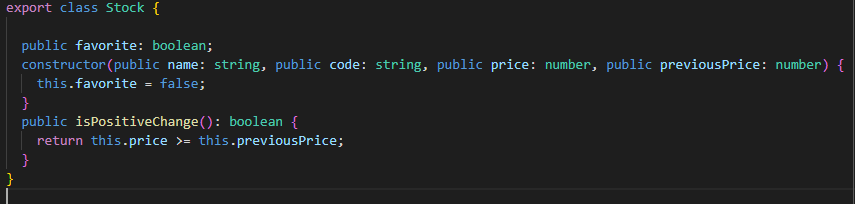 export class Stock {
public favorite: boolean;
constructor(public name: string, public code: string, public price: number, public previousPrice: number) {
this.favorite = false;
}
public isPositiveChange(): boolean {
return this.price >= this.previousPrice;
}
}